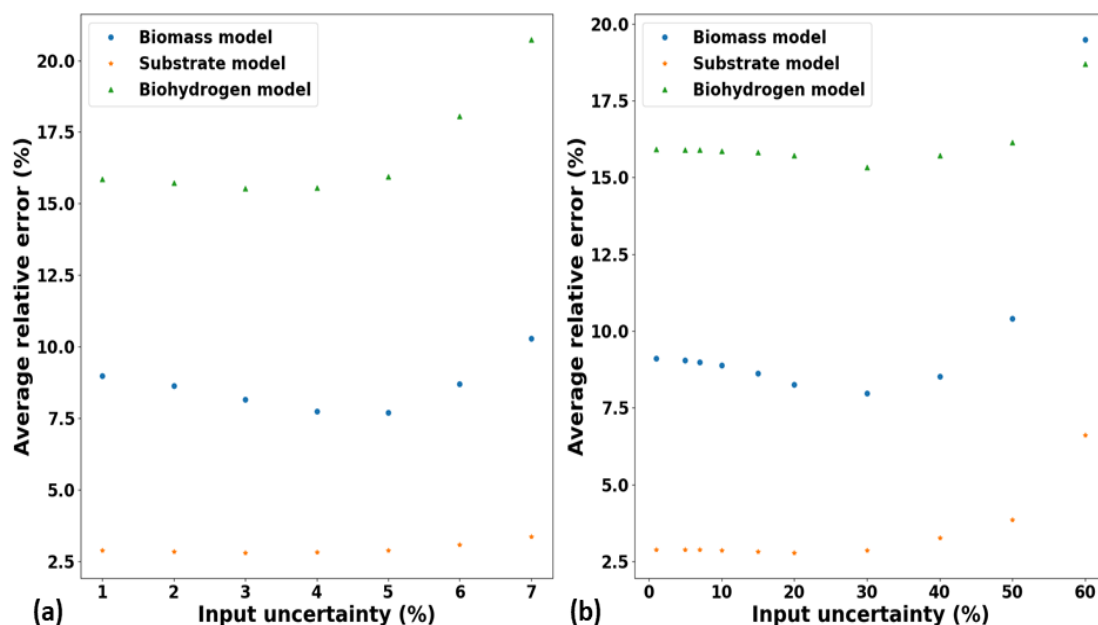 Biomass model
Substrate model
Biohydrogen model
Average relative error (%)
20.0
17.5
15.0
12.5
10.0
7.5
5.0
2.5
1 2 3 4 5 6 7
(a) Input uncertainty (%)
Biomass model
Substrate model
Biohydrogen model
Average relative error (%)
20.0
17.5
15.0
12.5
10.0
7.5
5.0
2.5
0 10 20 30 40 50 60
(b) Input uncertainty (%)